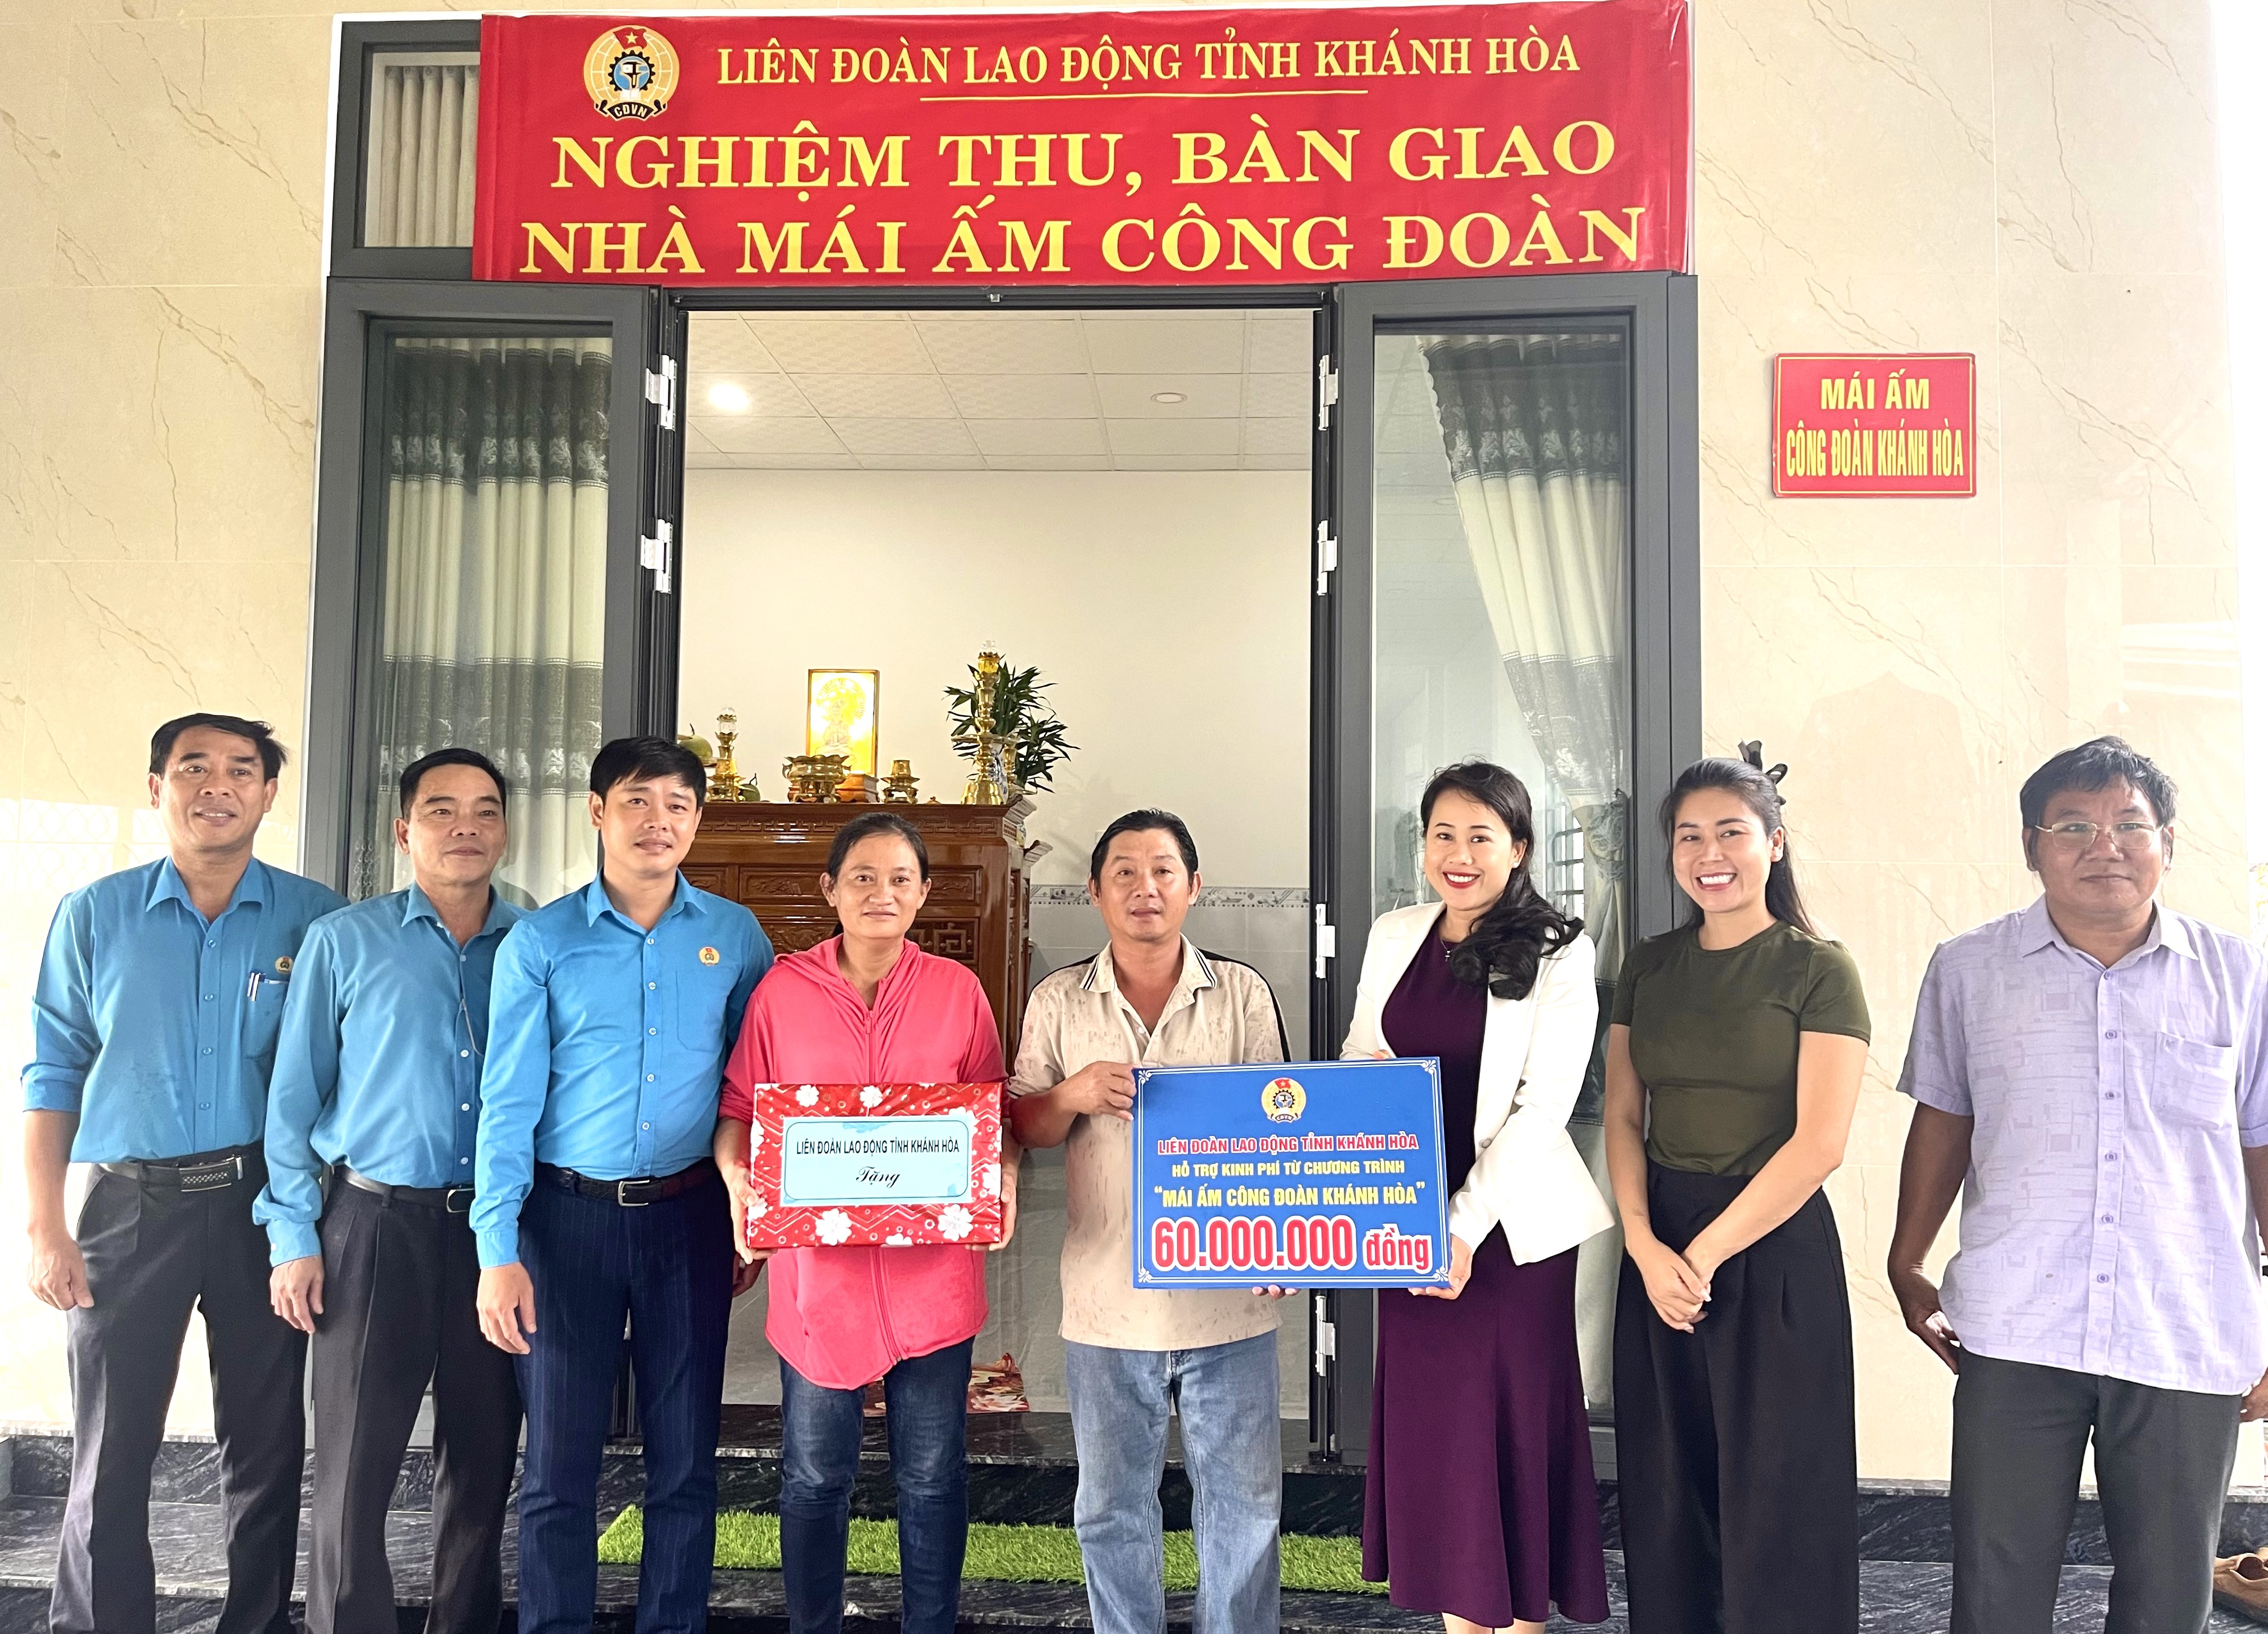 LIÊN ĐOÀN LAO ĐỘNG TỈNH KHÁNH HÒA
CĐVN
NGHIỆM THU, BÀN GIAO
NHÀ MÁI ẤM CÔNG ĐOÀN
MÁI ẤM
CÔNG ĐOÀN KHÁNH HÒA
LIÊN ĐOÀN LAO ĐỘNG TỈNH KHÁNH HÒA
Tặng
LIÊN ĐOÀN LAO ĐỘNG TỈNH KHÁNH HÒA
HỖ TRỢ KINH PHÍ TỪ CHƯƠNG TRÌNH
“MÁI ẤM CÔNG ĐOÀN KHÁNH HÒA”
60.000.000 đồng